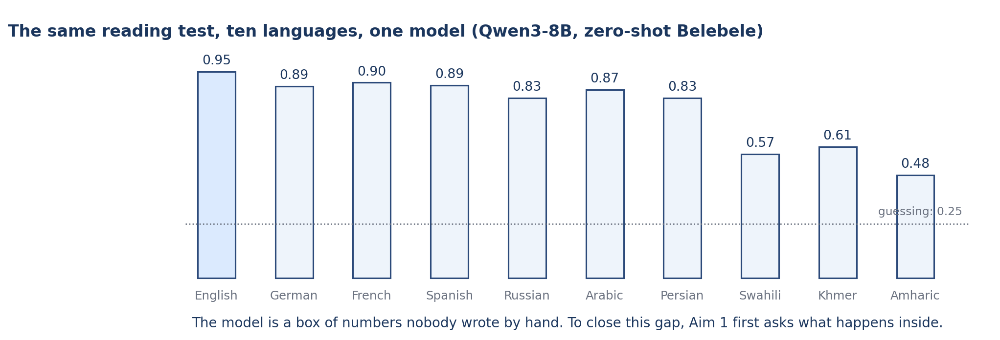 The same reading test, ten languages, one model (Qwen3-8B, zero-shot Belebele)
0.95 0.89 0.90 0.89 0.83 0.87 0.83 0.57 0.61 0.48
guessing: 0.25
English German French Spanish Russian Arabic Persian Swahili Khmer Amharic
The model is a box of numbers nobody wrote by hand. To close this gap, Aim 1 first asks what happens inside.